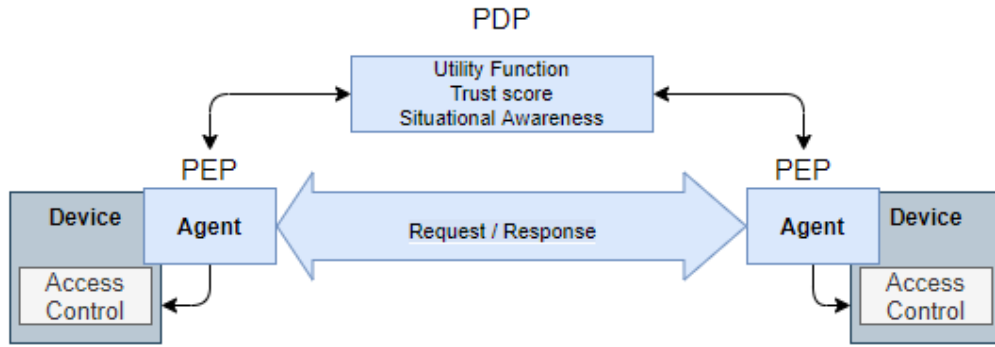 PDP
Utility Function
Trust score
Situational Awareness
PEP
PEP
Device
Agent
Request / Response
Agent
Device
Access
Control
Access
Control